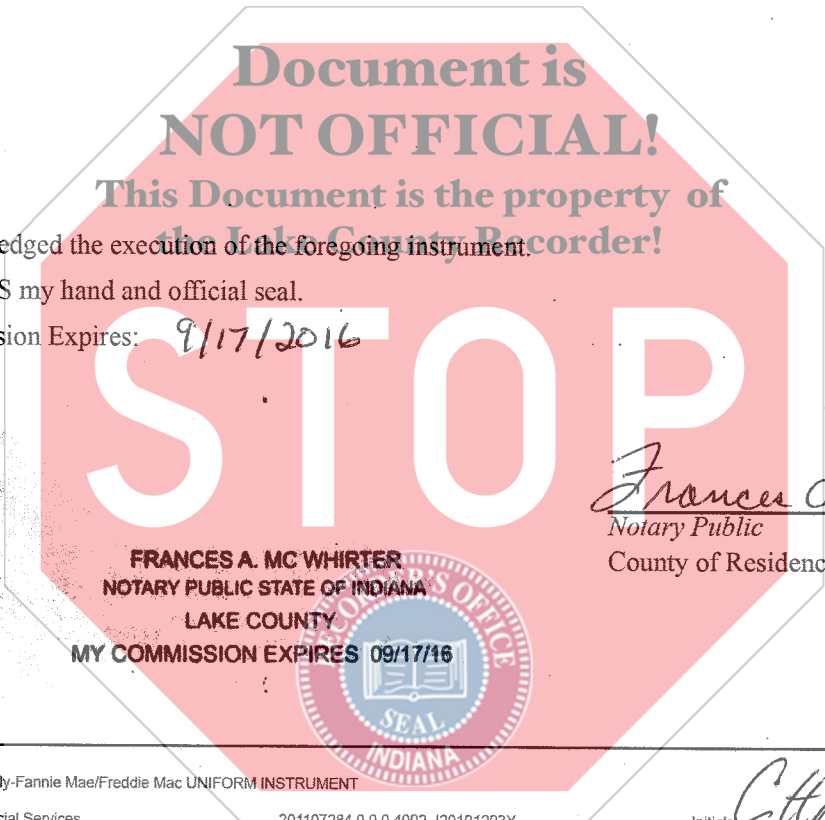 Document is
NOT OFFICIAL!
This Document is the property of
the Lake County Recorder!
edged the execution of the foregoing instrument.
S my hand and official seal.
sion Expires: 9/17/2016
STOP
Frances
Notary Public
County of Residenc
FRANCES A. MC WHIRTER
NOTARY PUBLIC STATE OF INDIANA
LAKE COUNTY
MY COMMISSION EXPIRES 09/17/16
RECORDER'S OFFICE
SEAL
INDIANA
ly-Fannie Mae/Freddie Mac UNIFORM INSTRUMENT
cial Services